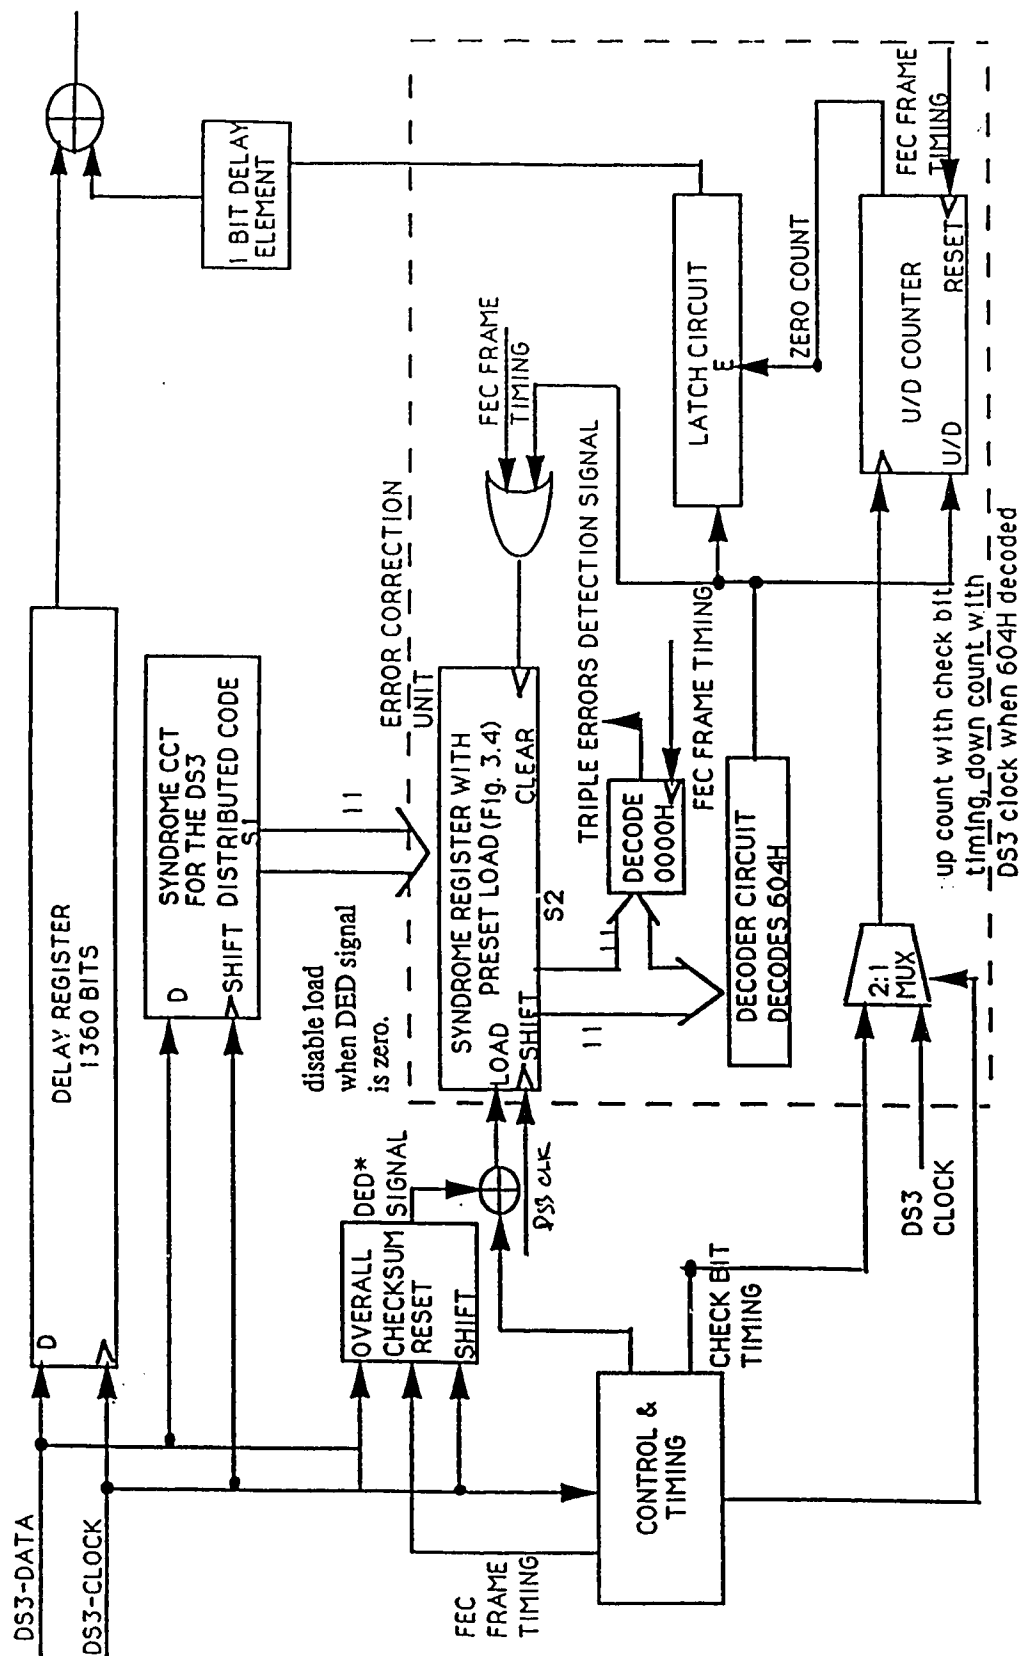 DS3-DATA
DS3-CLOCK
D
DELAY REGISTER
1360 BITS
D
SHIFT
SYNDROME CCT
FOR THE DS3
DISTRIBUTED CODE
S1
11
1 BIT DELAY
ELEMENT
disable load
when DED signal
is zero.
ERROR CORRECTION
UNIT
OVERALL
CHECKSUM
RESET
SHIFT
DED*
SIGNAL
DS3 CLK
LOAD
SHIFT
SYNDROME REGISTER WITH
PRESET LOAD(Fig. 3.4)
CLEAR
S2
FEC FRAME
TIMING
11
11
TRIPLE ERRORS DETECTION SIGNAL
DECODE
0000H
FEC FRAME TIMING
DECODER CIRCUIT
DECODES 604H
LATCH CIRCUIT
E
ZERO COUNT
FEC FRAME
TIMING
U/D COUNTER
RESET
U/D
FEC
FRAME
TIMING
CONTROL &
TIMING
CHECK BIT
TIMING
DS3
CLOCK
2:1
MUX
up count with check bit
timing, down count with
DS3 clock when 604H decoded